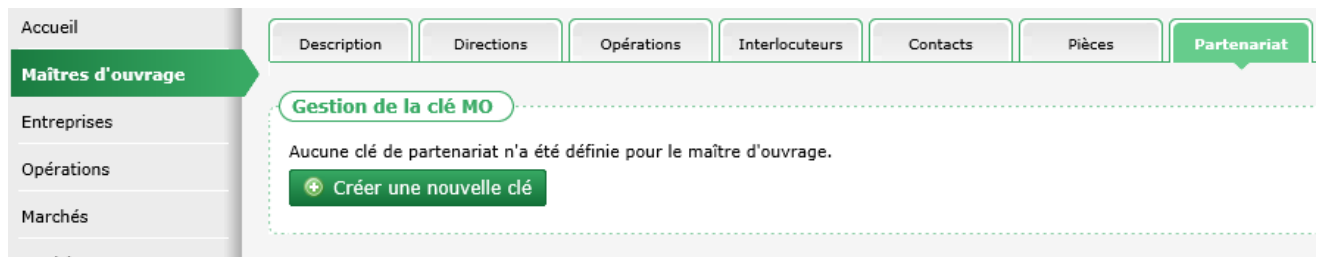 Accueil
Maîtres d'ouvrage
Entreprises
Opérations
Marchés
Description
Directions
Opérations
Interlocuteurs
Contacts
Pièces
Partenariat
Gestion de la clé MO
Aucune clé de partenariat n'a été définie pour le maître d'ouvrage.
Créer une nouvelle clé